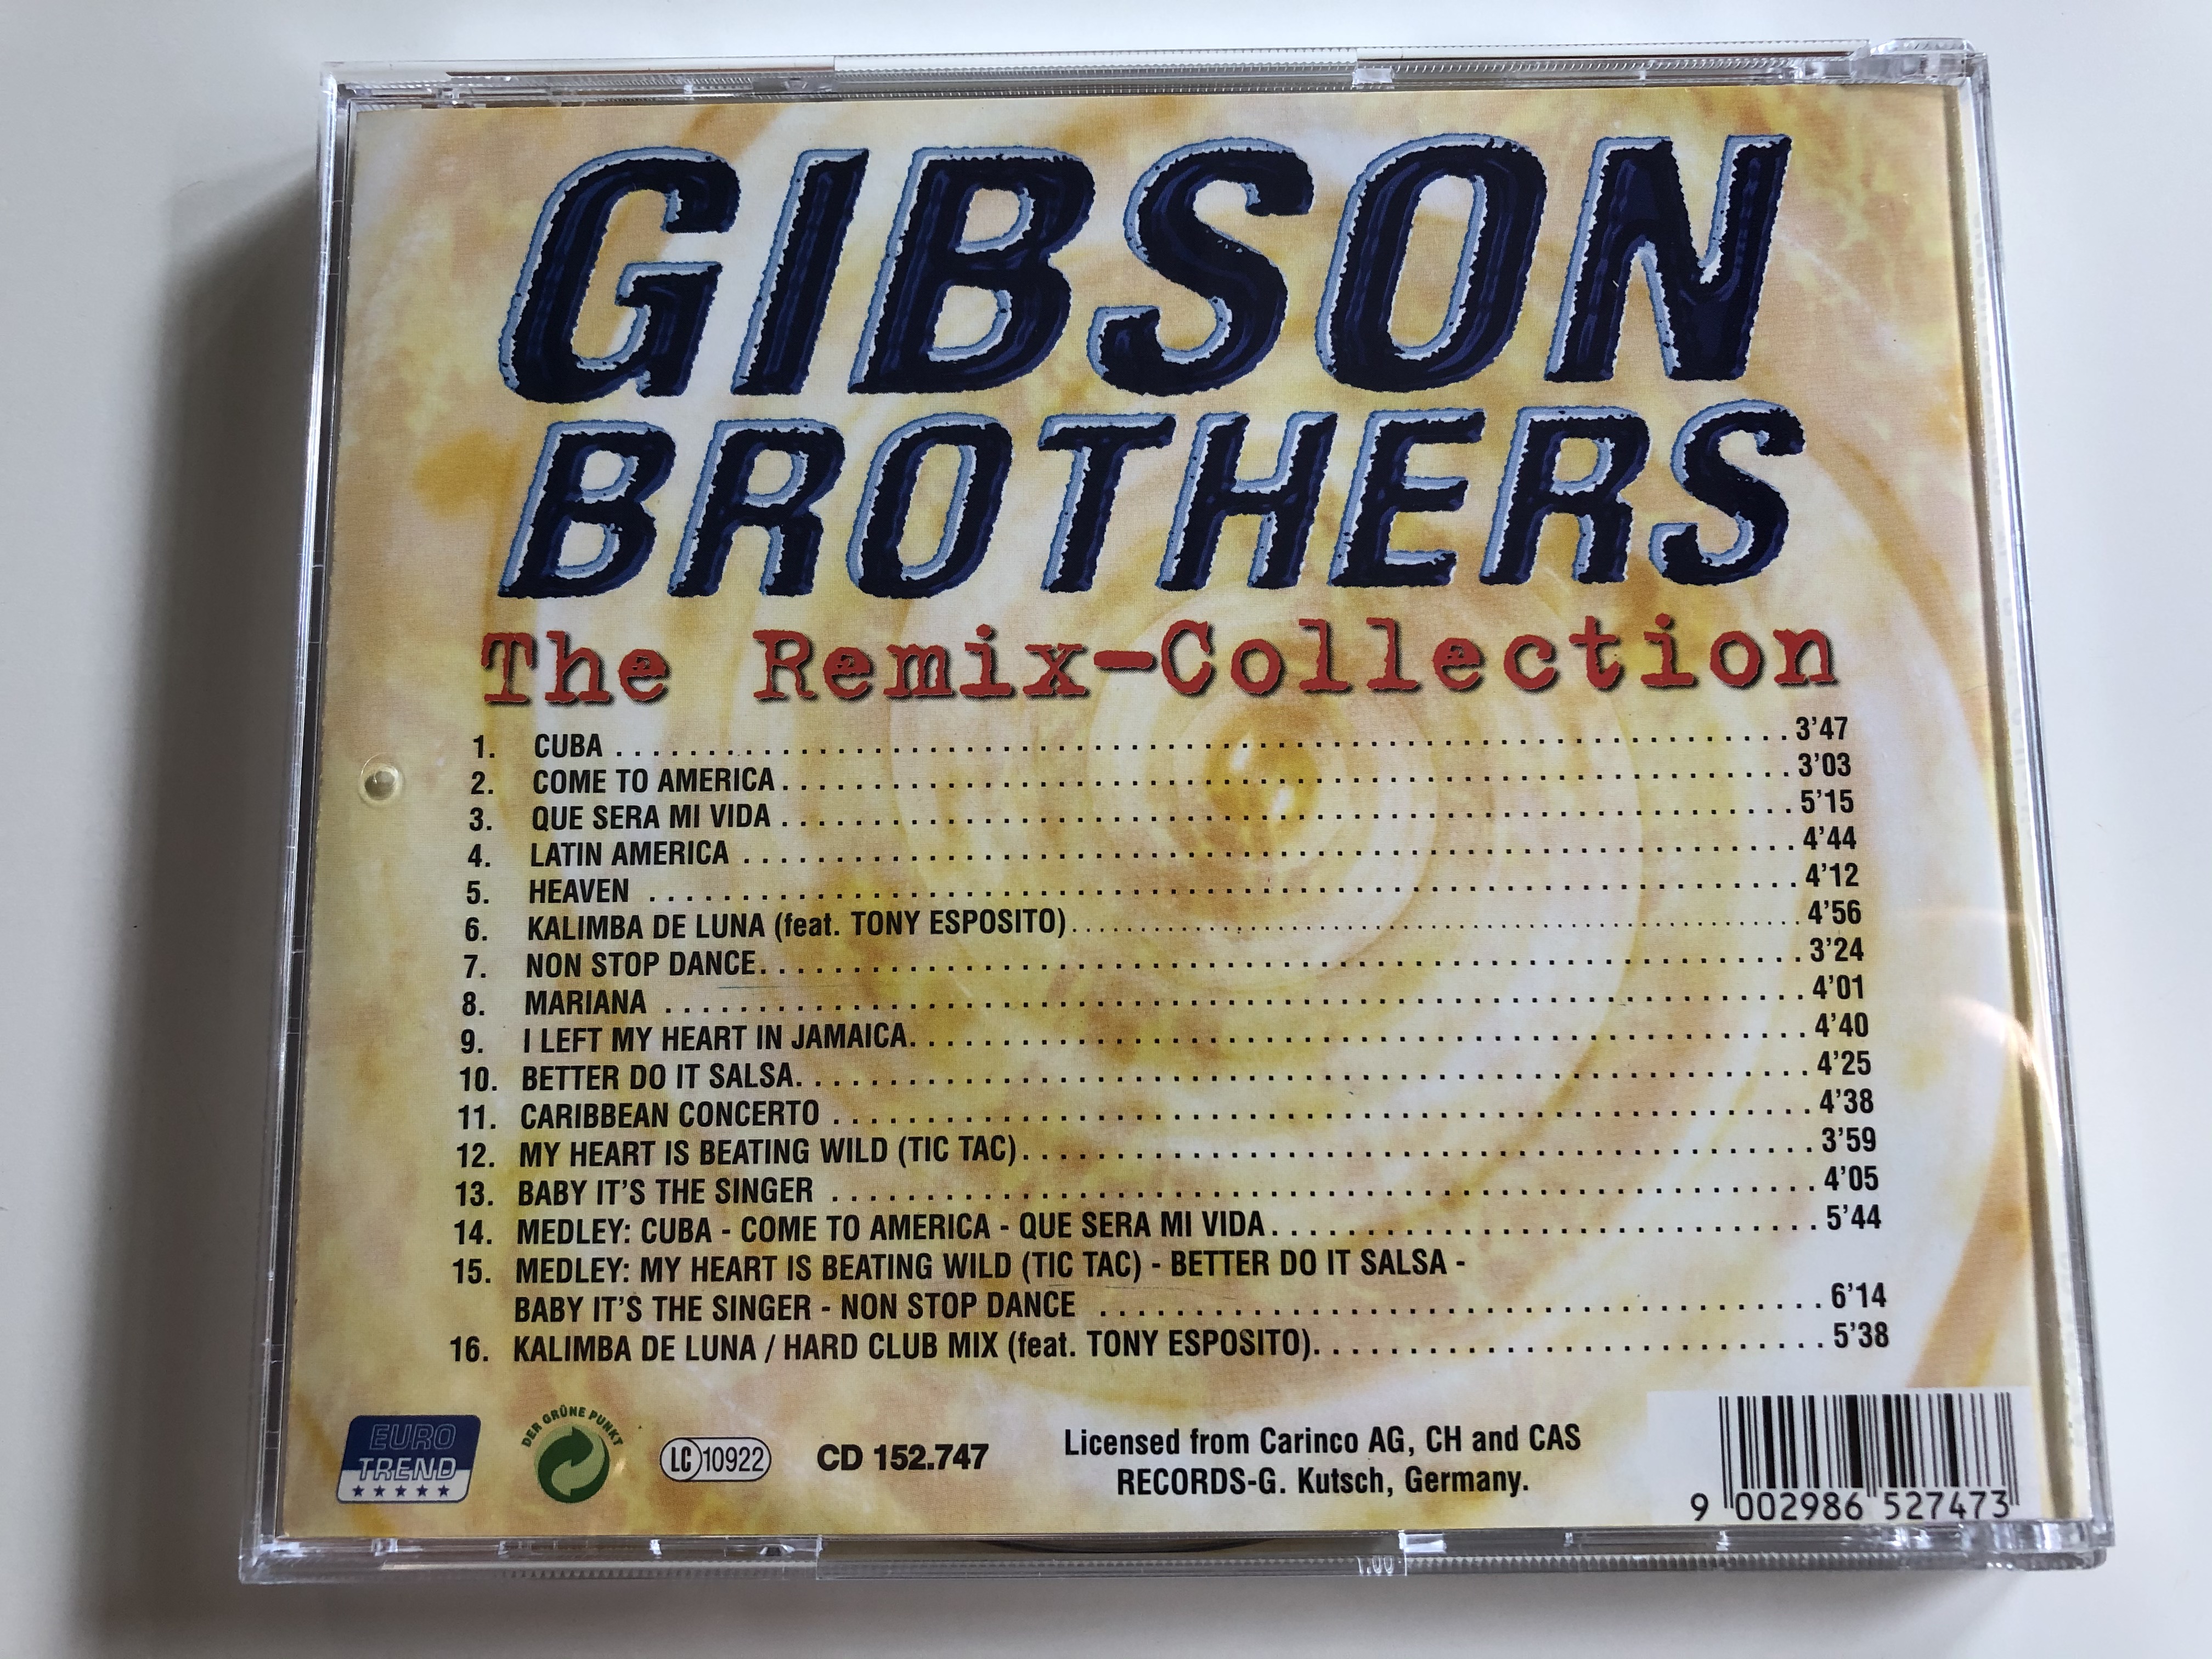 GIBSON
BROTHERS
The Remix-Collection
1. CUBA 3'47
2. COME TO AMERICA 3'03
3. QUE SERA MI VIDA 5'15
4. LATIN AMERICA 4'44
5. HEAVEN 4'12
6. KALIMBA DE LUNA (feat. TONY ESPOSITO) 4'56
7. NON STOP DANCE 3'24
8. MARIANA 4'01
9. I LEFT MY HEART IN JAMAICA 4'40
10. BETTER DO IT SALSA 4'25
11. CARIBBEAN CONCERTO 4'38
12. MY HEART IS BEATING WILD (TIC TAC) 3'59
13. BABY IT'S THE SINGER 4'05
14. MEDLEY: CUBA - COME TO AMERICA - QUE SERA MI VIDA 5'44
15. MEDLEY: MY HEART IS BEATING WILD (TIC TAC) - BETTER DO IT SALSA -
BABY IT'S THE SINGER - NON STOP DANCE 6'14
16. KALIMBA DE LUNA / HARD CLUB MIX (feat. TONY ESPOSITO) 5'38
EURO
TREND
DER GRÜNE PUNKT
LC 10922
CD 152.747
Licensed from Carinco AG, CH and CAS
RECORDS-G. Kutsch, Germany.
9 002986 527473